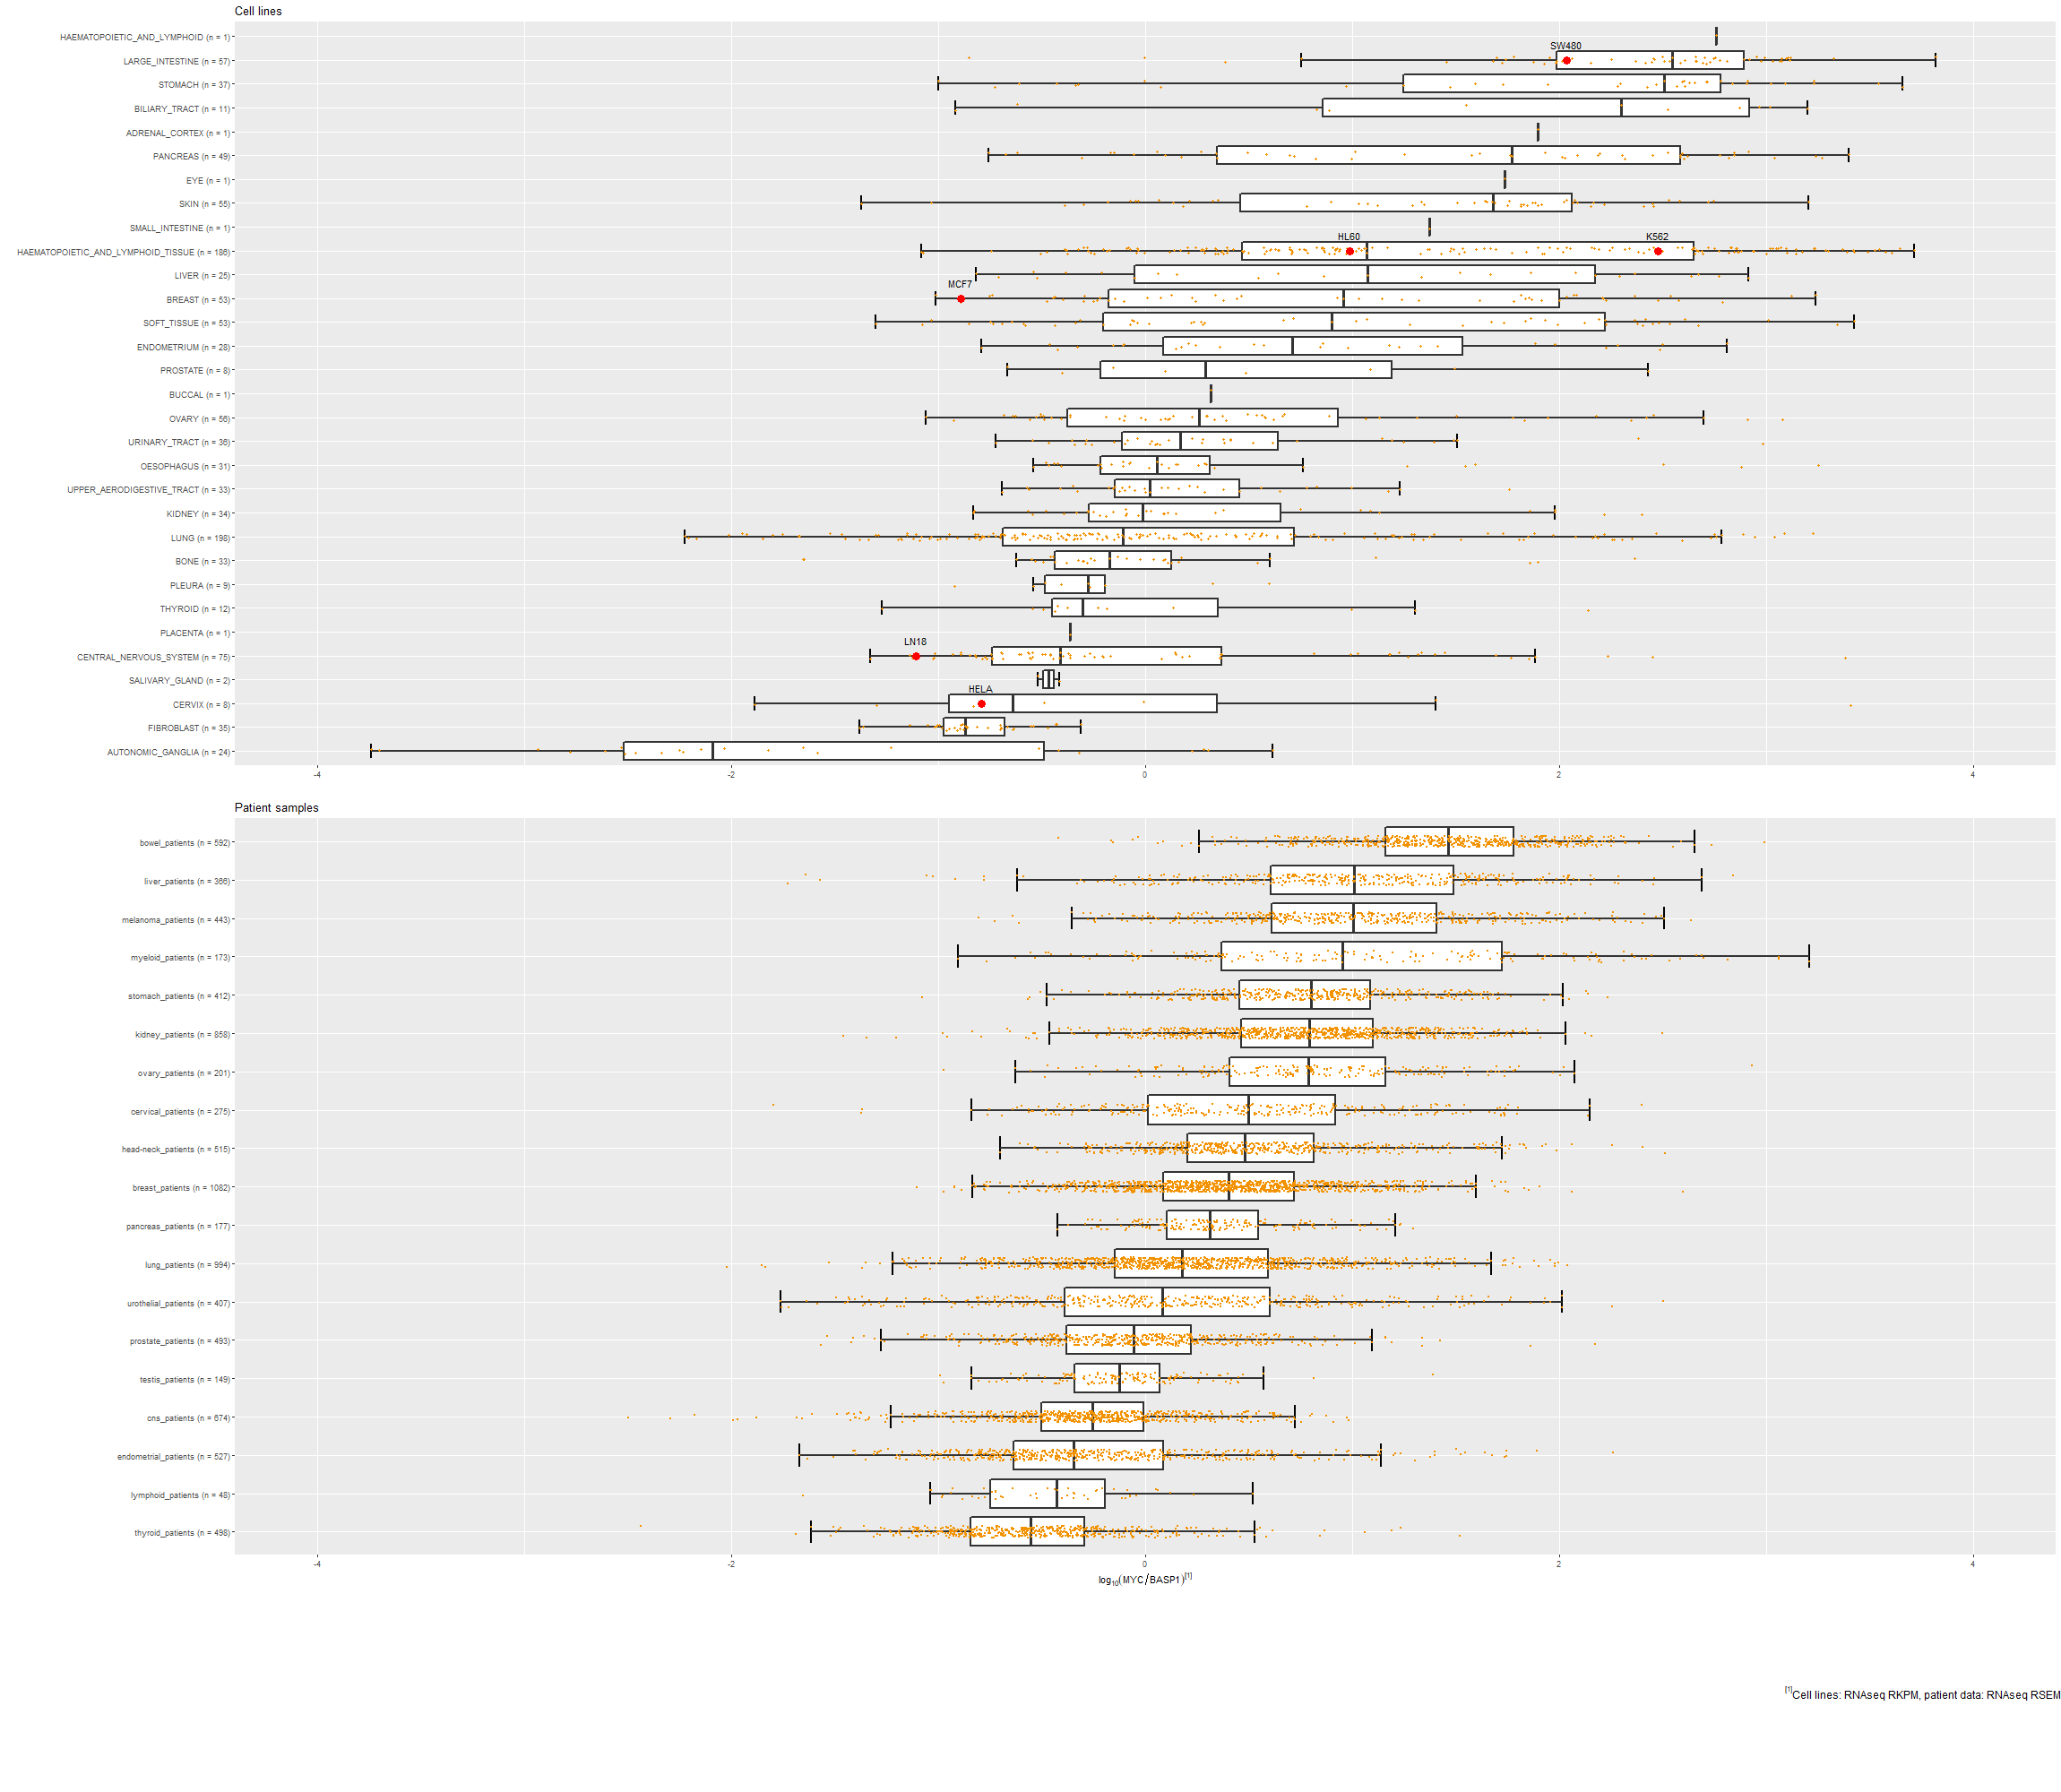 Cell lines
HAEMATOPOIETIC_AND_LYMPHOID (n = 1)
SW480
LARGE_INTESTINE (n = 57)
STOMACH (n = 37)
BILIARY_TRACT (n = 11)
ADRENAL_CORTEX (n = 1)
PANCREAS (n = 49)
EYE (n = 1)
SKIN (n = 55)
SMALL_INTESTINE (n = 1)
HL60 K562
HAEMATOPOIETIC_AND_LYMPHOID_TISSUE (n = 186)
LIVER (n = 25)
MCF7
BREAST (n = 53)
SOFT_TISSUE (n = 53)
ENDOMETRIUM (n = 28)
PROSTATE (n = 8)
BUCCAL (n = 1)
OVARY (n = 56)
URINARY_TRACT (n = 36)
OESOPHAGUS (n = 31)
UPPER_AERODIGESTIVE_TRACT (n = 33)
KIDNEY (n = 34)
LUNG (n = 198)
BONE (n = 33)
PLEURA (n = 9)
THYROID (n = 12)
PLACENTA (n = 1)
LN18
CENTRAL_NERVOUS_SYSTEM (n = 75)
SALIVARY_GLAND (n = 2)
HELA
CERVIX (n = 8)
FIBROBLAST (n = 35)
AUTONOMIC_GANGLIA (n = 24)
-4 -2 0 2 4
Patient samples
bowel_patients (n = 592)
liver_patients (n = 366)
melanoma_patients (n = 443)
myeloid_patients (n = 173)
stomach_patients (n = 412)
kidney_patients (n = 858)
ovary_patients (n = 201)
cervical_patients (n = 275)
head-neck_patients (n = 515)
breast_patients (n = 1082)
pancreas_patients (n = 177)
lung_patients (n = 994)
urothelial_patients (n = 407)
prostate_patients (n = 493)
testis_patients (n = 149)
cns_patients (n = 674)
endometrial_patients (n = 527)
lymphoid_patients (n = 48)
thyroid_patients (n = 498)
-4 -2 0 2 4
log10(MYC/BASP1)[1]
[1]Cell lines: RNAseq RKPM, patient data: RNAseq RSEM